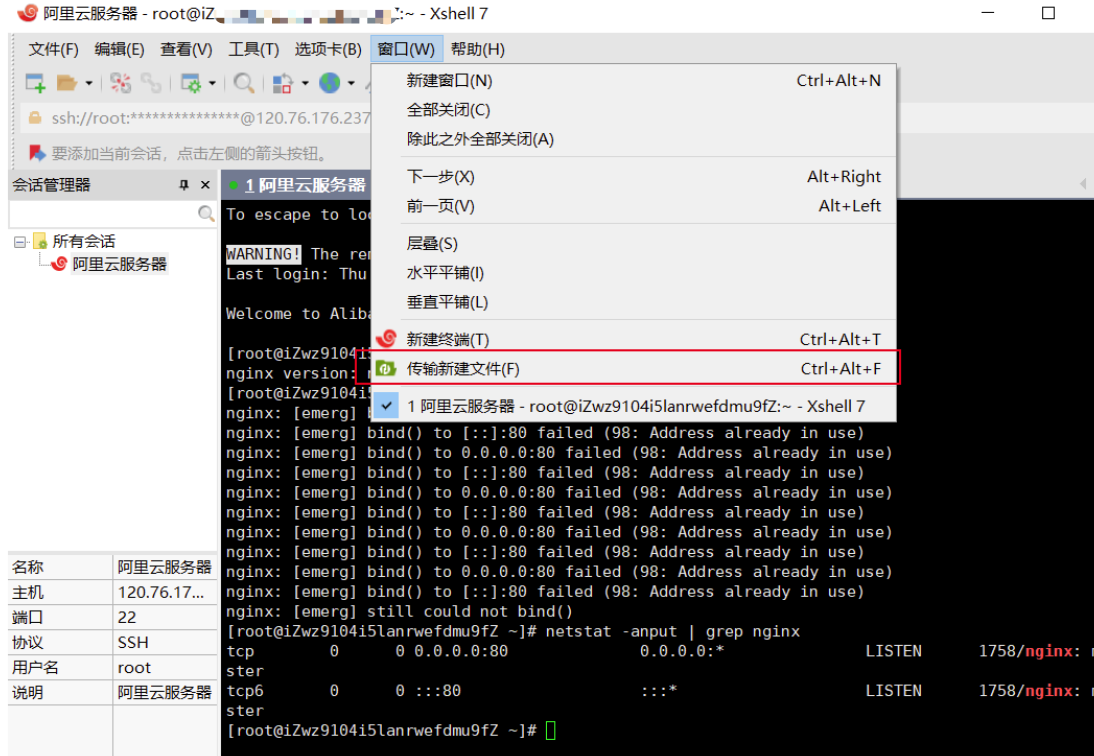 阿里云服务器 - root@iZ :~ - Xshell 7
文件(F) 编辑(E) 查看(V) 工具(T) 选项卡(B) 窗口(W) 帮助(H)
新建窗口(N) Ctrl+Alt+N
全部关闭(C)
除此之外全部关闭(A)
下一步(X) Alt+Right
前一页(V) Alt+Left
层叠(S)
水平平铺(I)
垂直平铺(L)
新建终端(T) Ctrl+Alt+T
传输新建文件(F) Ctrl+Alt+F
1 阿里云服务器 - root@iZwz9104i5lanrwefdmu9fZ:~ - Xshell 7
ssh://root:***************@120.76.176.237
要添加当前会话，点击左侧的箭头按钮。
会话管理器
所有会话
阿里云服务器
名称 阿里云服务器
主机 120.76.17...
端口 22
协议 SSH
用户名 root
说明 阿里云服务器
1 阿里云服务器
To escape to
WARNING! The
Last login: Thu
Welcome to
[root@iZwz9104i5
nginx version:
[root@iZwz9104i5
nginx: [emerg]
nginx: [emerg] bind() to [::]:80 failed (98: Address already in use)
nginx: [emerg] bind() to 0.0.0.0:80 failed (98: Address already in use)
nginx: [emerg] bind() to [::]:80 failed (98: Address already in use)
nginx: [emerg] bind() to 0.0.0.0:80 failed (98: Address already in use)
nginx: [emerg] bind() to [::]:80 failed (98: Address already in use)
nginx: [emerg] bind() to 0.0.0.0:80 failed (98: Address already in use)
nginx: [emerg] bind() to [::]:80 failed (98: Address already in use)
nginx: [emerg] bind() to 0.0.0.0:80 failed (98: Address already in use)
nginx: [emerg] bind() to [::]:80 failed (98: Address already in use)
nginx: [emerg] still could not bind()
[root@iZwz9104i5lanrwefdmu9fZ ~]# netstat -anput | grep nginx
tcp 0 0 0.0.0.0:80 0.0.0.0:* LISTEN 1758/nginx:
ster
tcp6 0 0 :::80 :::* LISTEN 1758/nginx:
ster
[root@iZwz9104i5lanrwefdmu9fZ ~]#